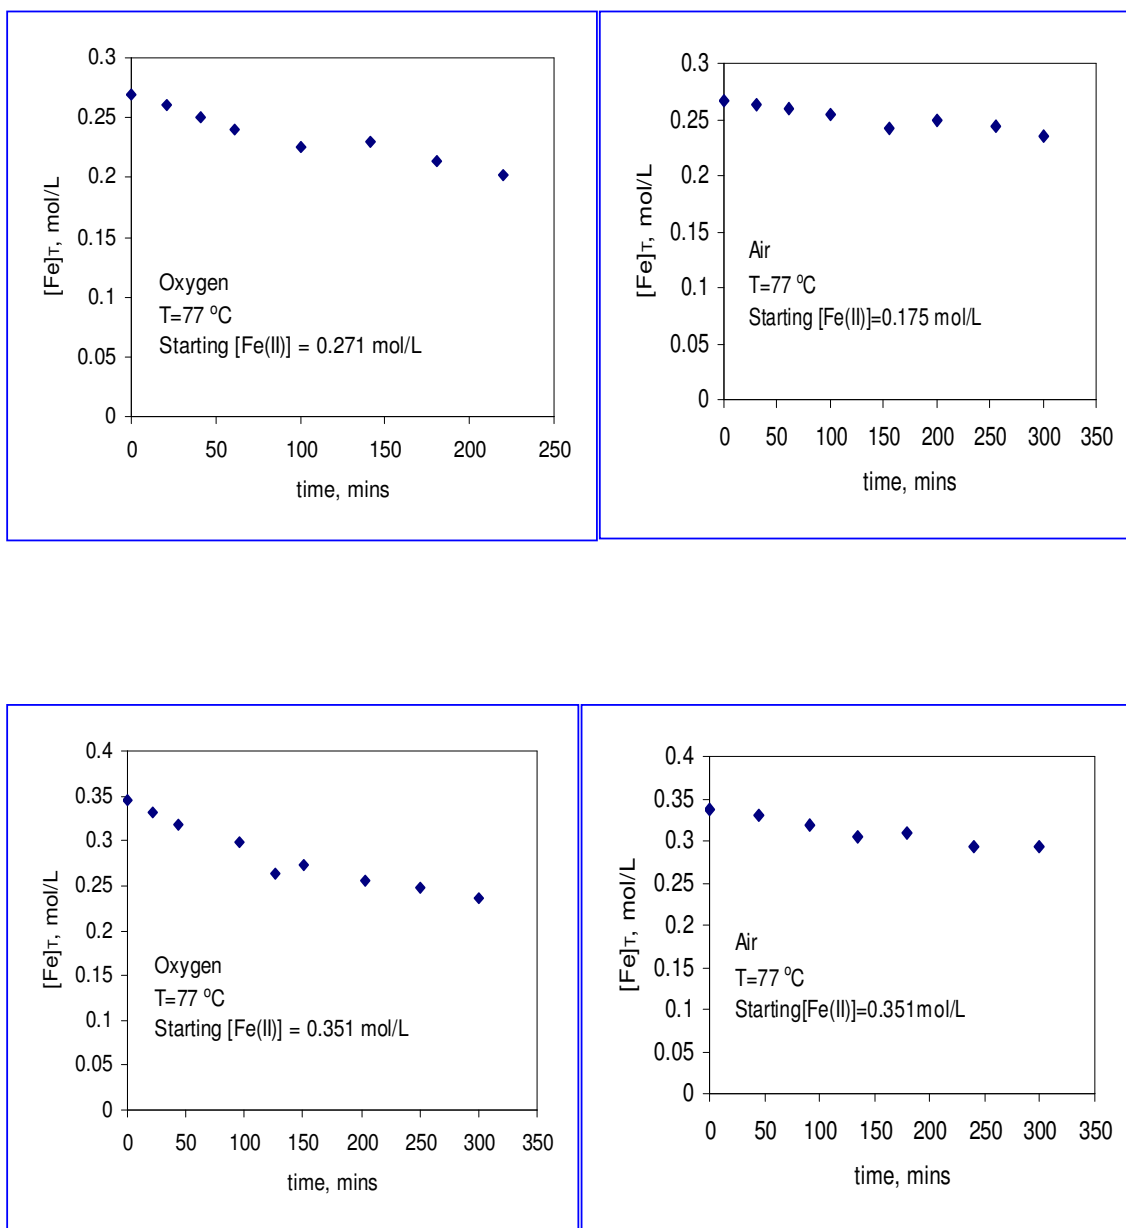 0.3
0.25
0.2
0.15
0.1
0.05
0
[Fe]T, mol/L
Oxygen
T=77 ºC
Starting [Fe(II)] = 0.271 mol/L
0 50 100 150 200 250
time, mins
0.3
0.25
0.2
0.15
0.1
0.05
0
[Fe]T, mol/L
Air
T=77 ºC
Starting [Fe(II)]=0.175 mol/L
0 50 100 150 200 250 300 350
time, mins
0.4
0.35
0.3
0.25
0.2
0.15
0.1
0.05
0
[Fe]T, mol/L
Oxygen
T=77 ºC
Starting [Fe(II)] = 0.351 mol/L
0 50 100 150 200 250 300 350
time, mins
0.4
0.35
0.3
0.25
0.2
0.15
0.1
0.05
0
[Fe]T, mol/L
Air
T=77 ºC
Starting[Fe(II)]=0.351mol/L
0 50 100 150 200 250 300 350
time, mins